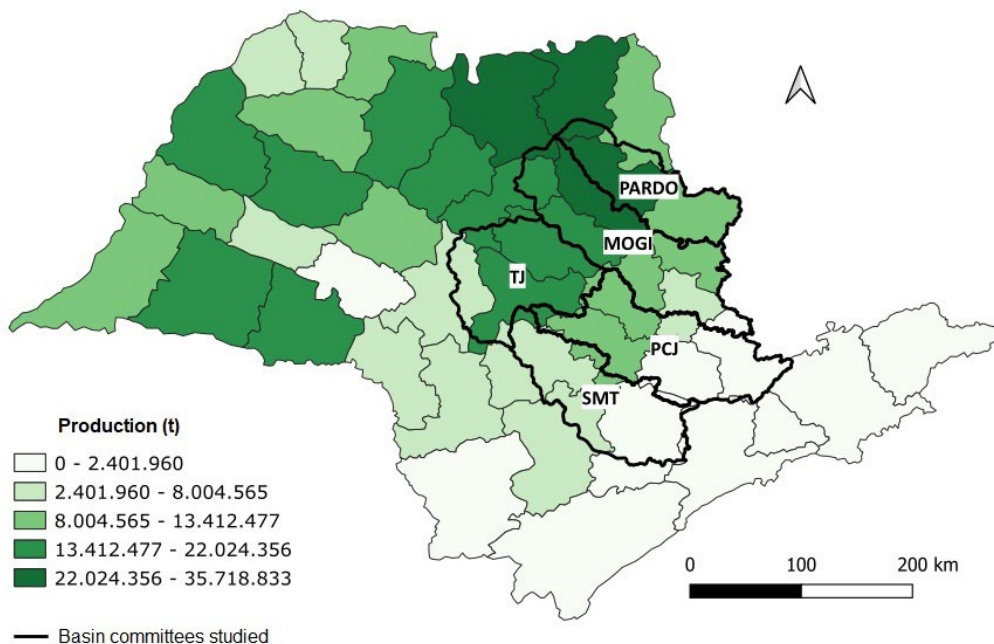 PARDO
MOGI
TJ
PCJ
SMT
Production (t)
0 - 2.401.960
2.401.960 - 8.004.565
8.004.565 - 13.412.477
13.412.477 - 22.024.356
22.024.356 - 35.718.833
Basin committees studied
0 100 200 km